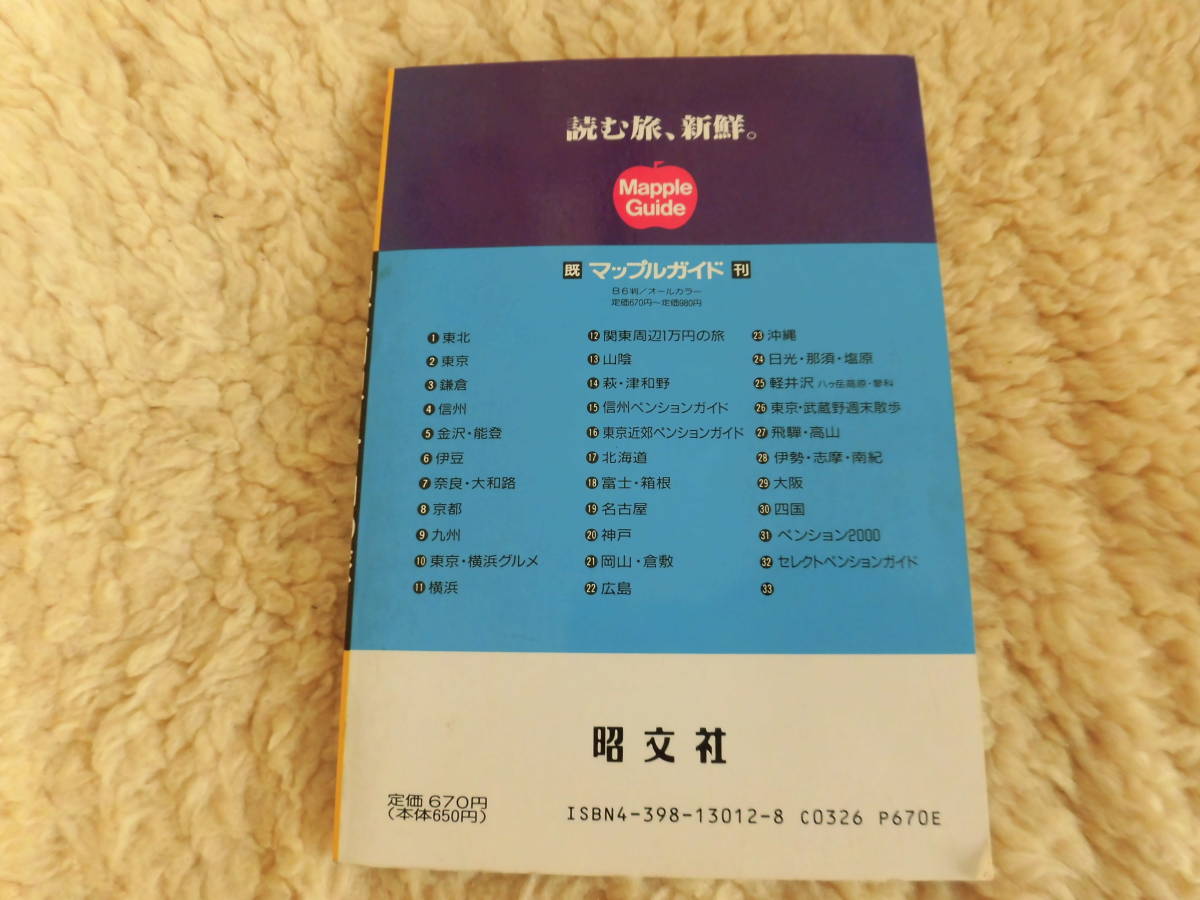 読む旅、新鮮。
Mapple
Guide
既 マップルガイド 刊
B6判/オールカラー
定価670円~定価980円
❶東北
❷東京
❸鎌倉
❹信州
❺金沢・能登
❻伊豆
❼奈良・大和路
❽京都
❾九州
❿東京・横浜グルメ
⓫横浜
⓬関東周辺1万円の旅
⓭山陰
⓮萩・津和野
⓯信州ペンションガイド
⓰東京近郊ペンションガイド
⓱北海道
⓲富士・箱根
⓳名古屋
⓴神戸
㉑岡山・倉敷
㉒広島
㉓沖縄
㉔日光・那須・塩原
㉕軽井沢 八ヶ岳高原・蓼科
㉖東京・武蔵野週末散歩
㉗飛騨・高山
㉘伊勢・志摩・南紀
㉙大阪
㉚四国
㉛ペンション2000
㉜セレクトペンションガイド
㉝
昭文社
定価670円
(本体650円)
ISBN4-398-13012-8 C0326 P670E